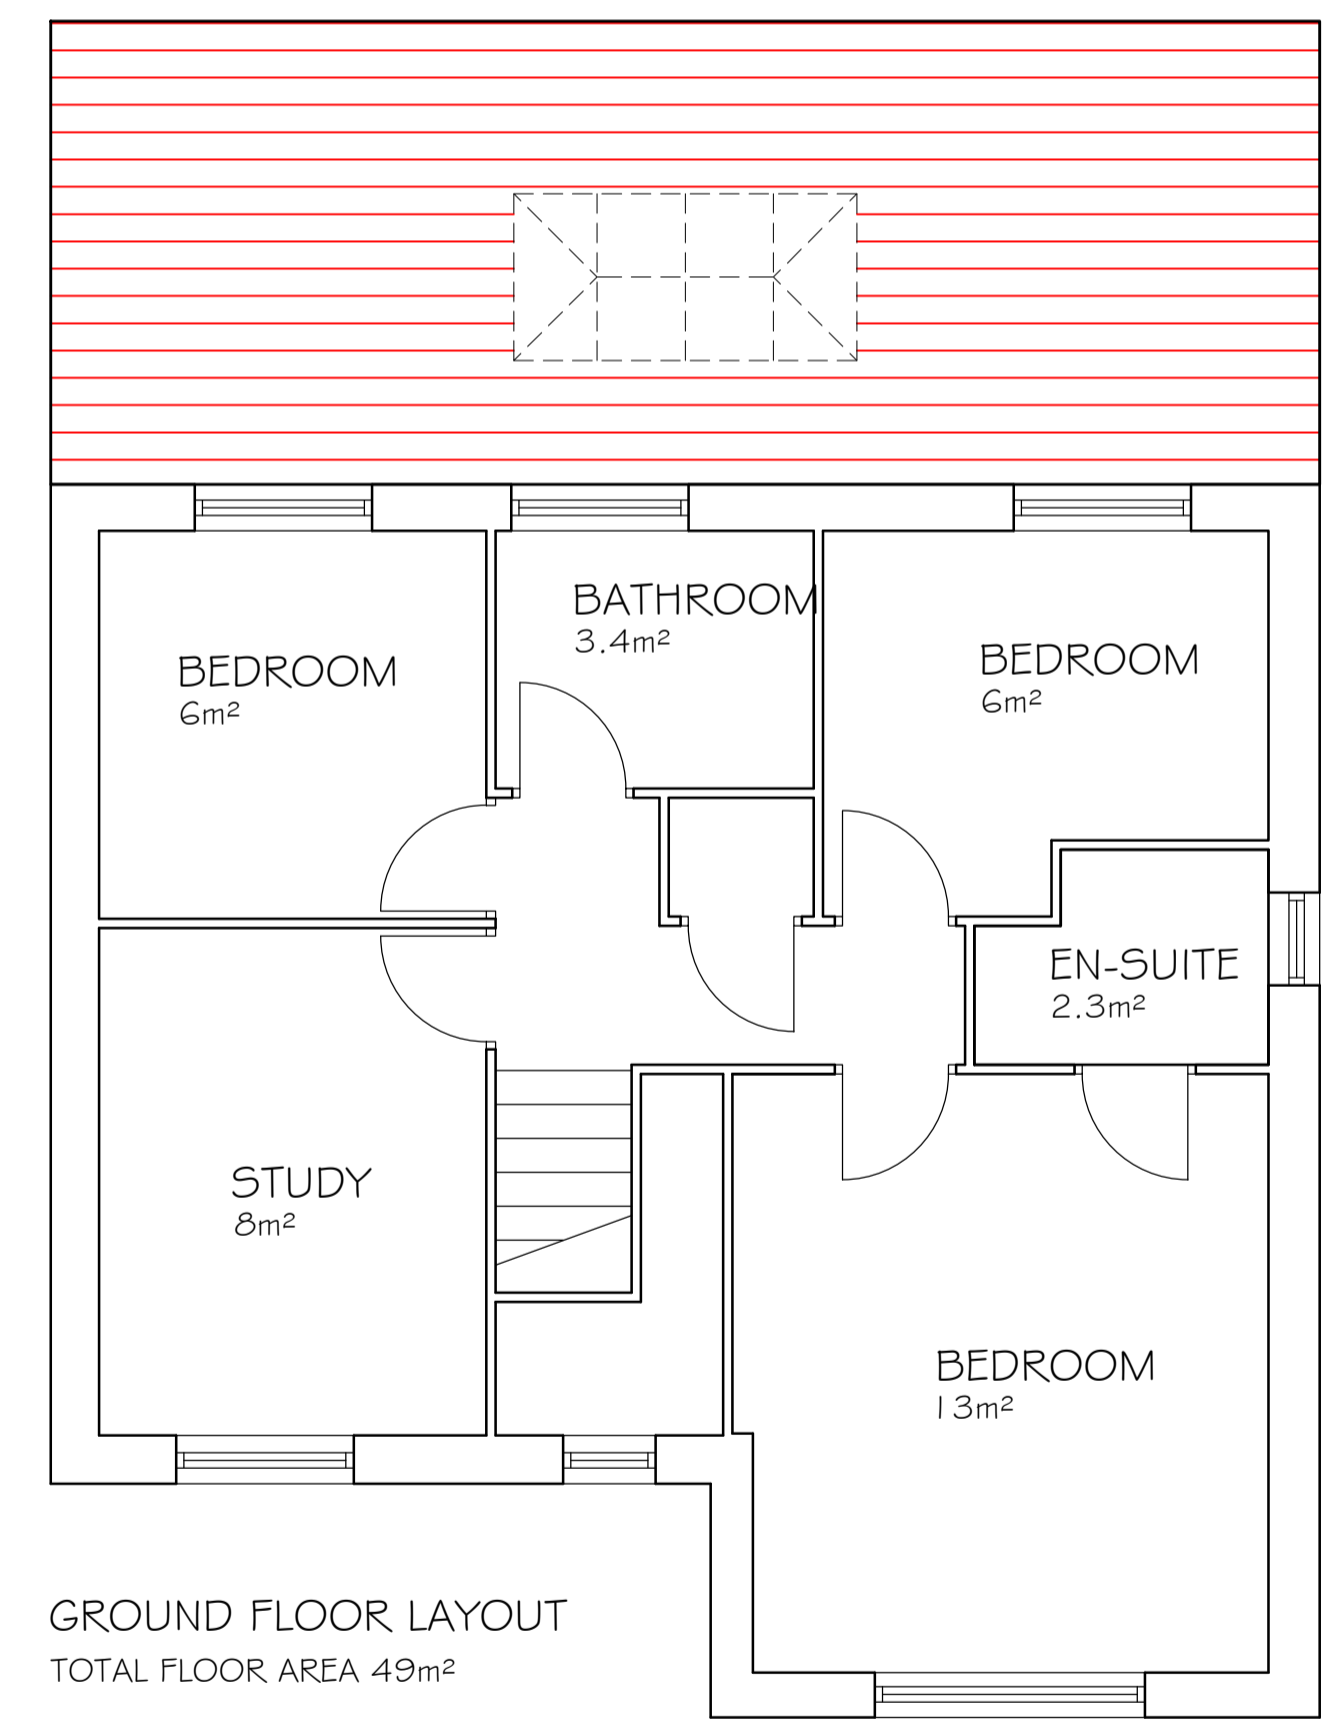 BATHROOM
3.4m²
BEDROOM
6m²
BEDROOM
6m²
EN-SUITE
2.3m²
STUDY
8m²
BEDROOM
13m²
GROUND FLOOR LAYOUT
TOTAL FLOOR AREA 49m²